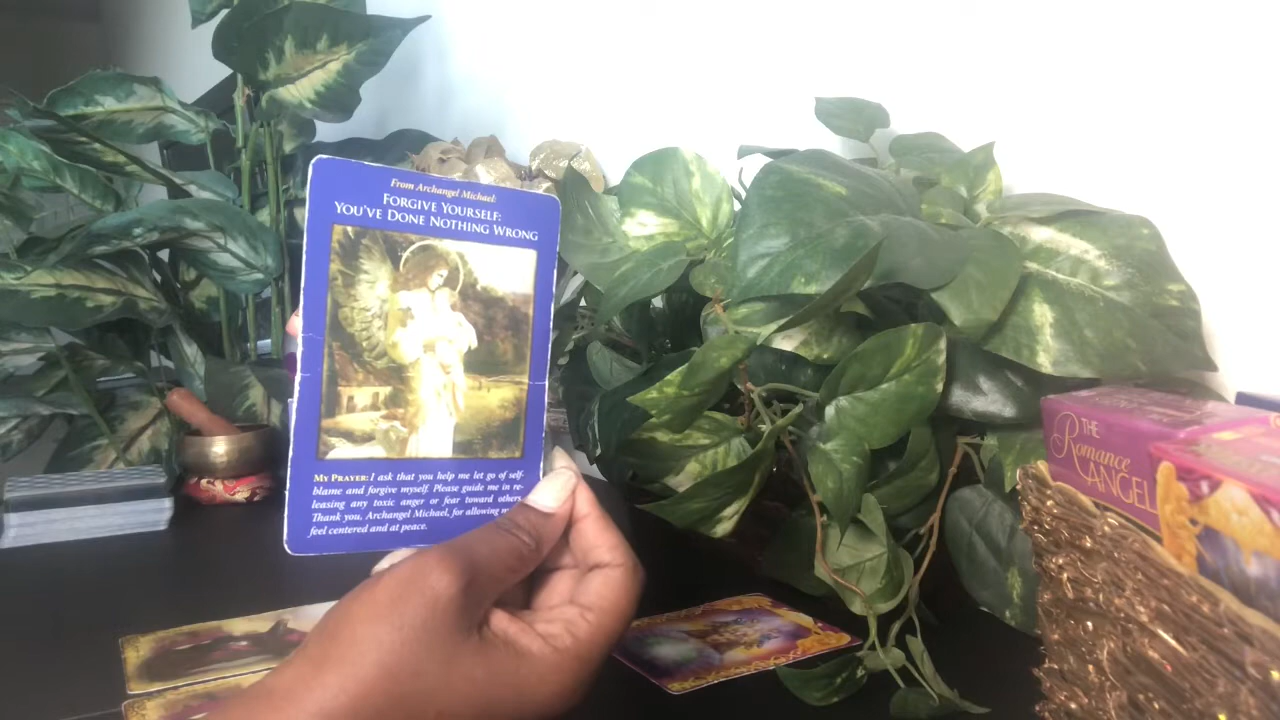 From Archangel Michael:
FORGIVE YOURSELF:
YOU'VE DONE NOTHING WRONG
MY PRAYER: I ask that you help me let go of self-
blame and forgive myself. Please guide me in re-
leasing any toxic anger or fear toward others.
Thank you, Archangel Michael, for allowing
feel centered and at peace.
THE
Romance
ANGEL